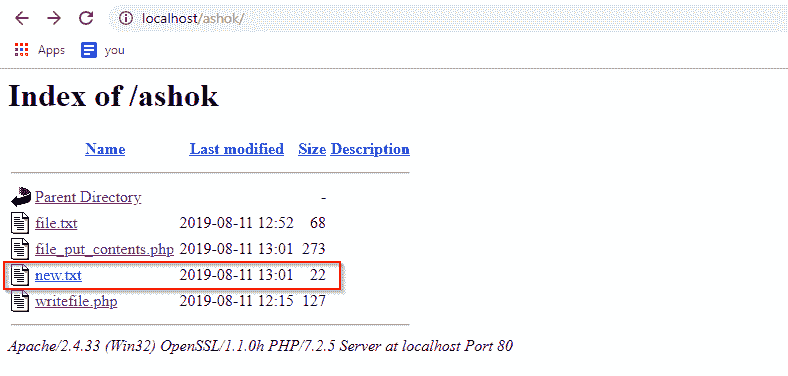 localhost/ashok/
Apps you
Index of /ashok
Name Last modified Size Description
Parent Directory -
file.txt 2019-08-11 12:52 68
file_put_contents.php 2019-08-11 13:01 273
new.txt 2019-08-11 13:01 22
writefile.php 2019-08-11 12:15 127
Apache/2.4.33 (Win32) OpenSSL/1.1.0h PHP/7.2.5 Server at localhost Port 80